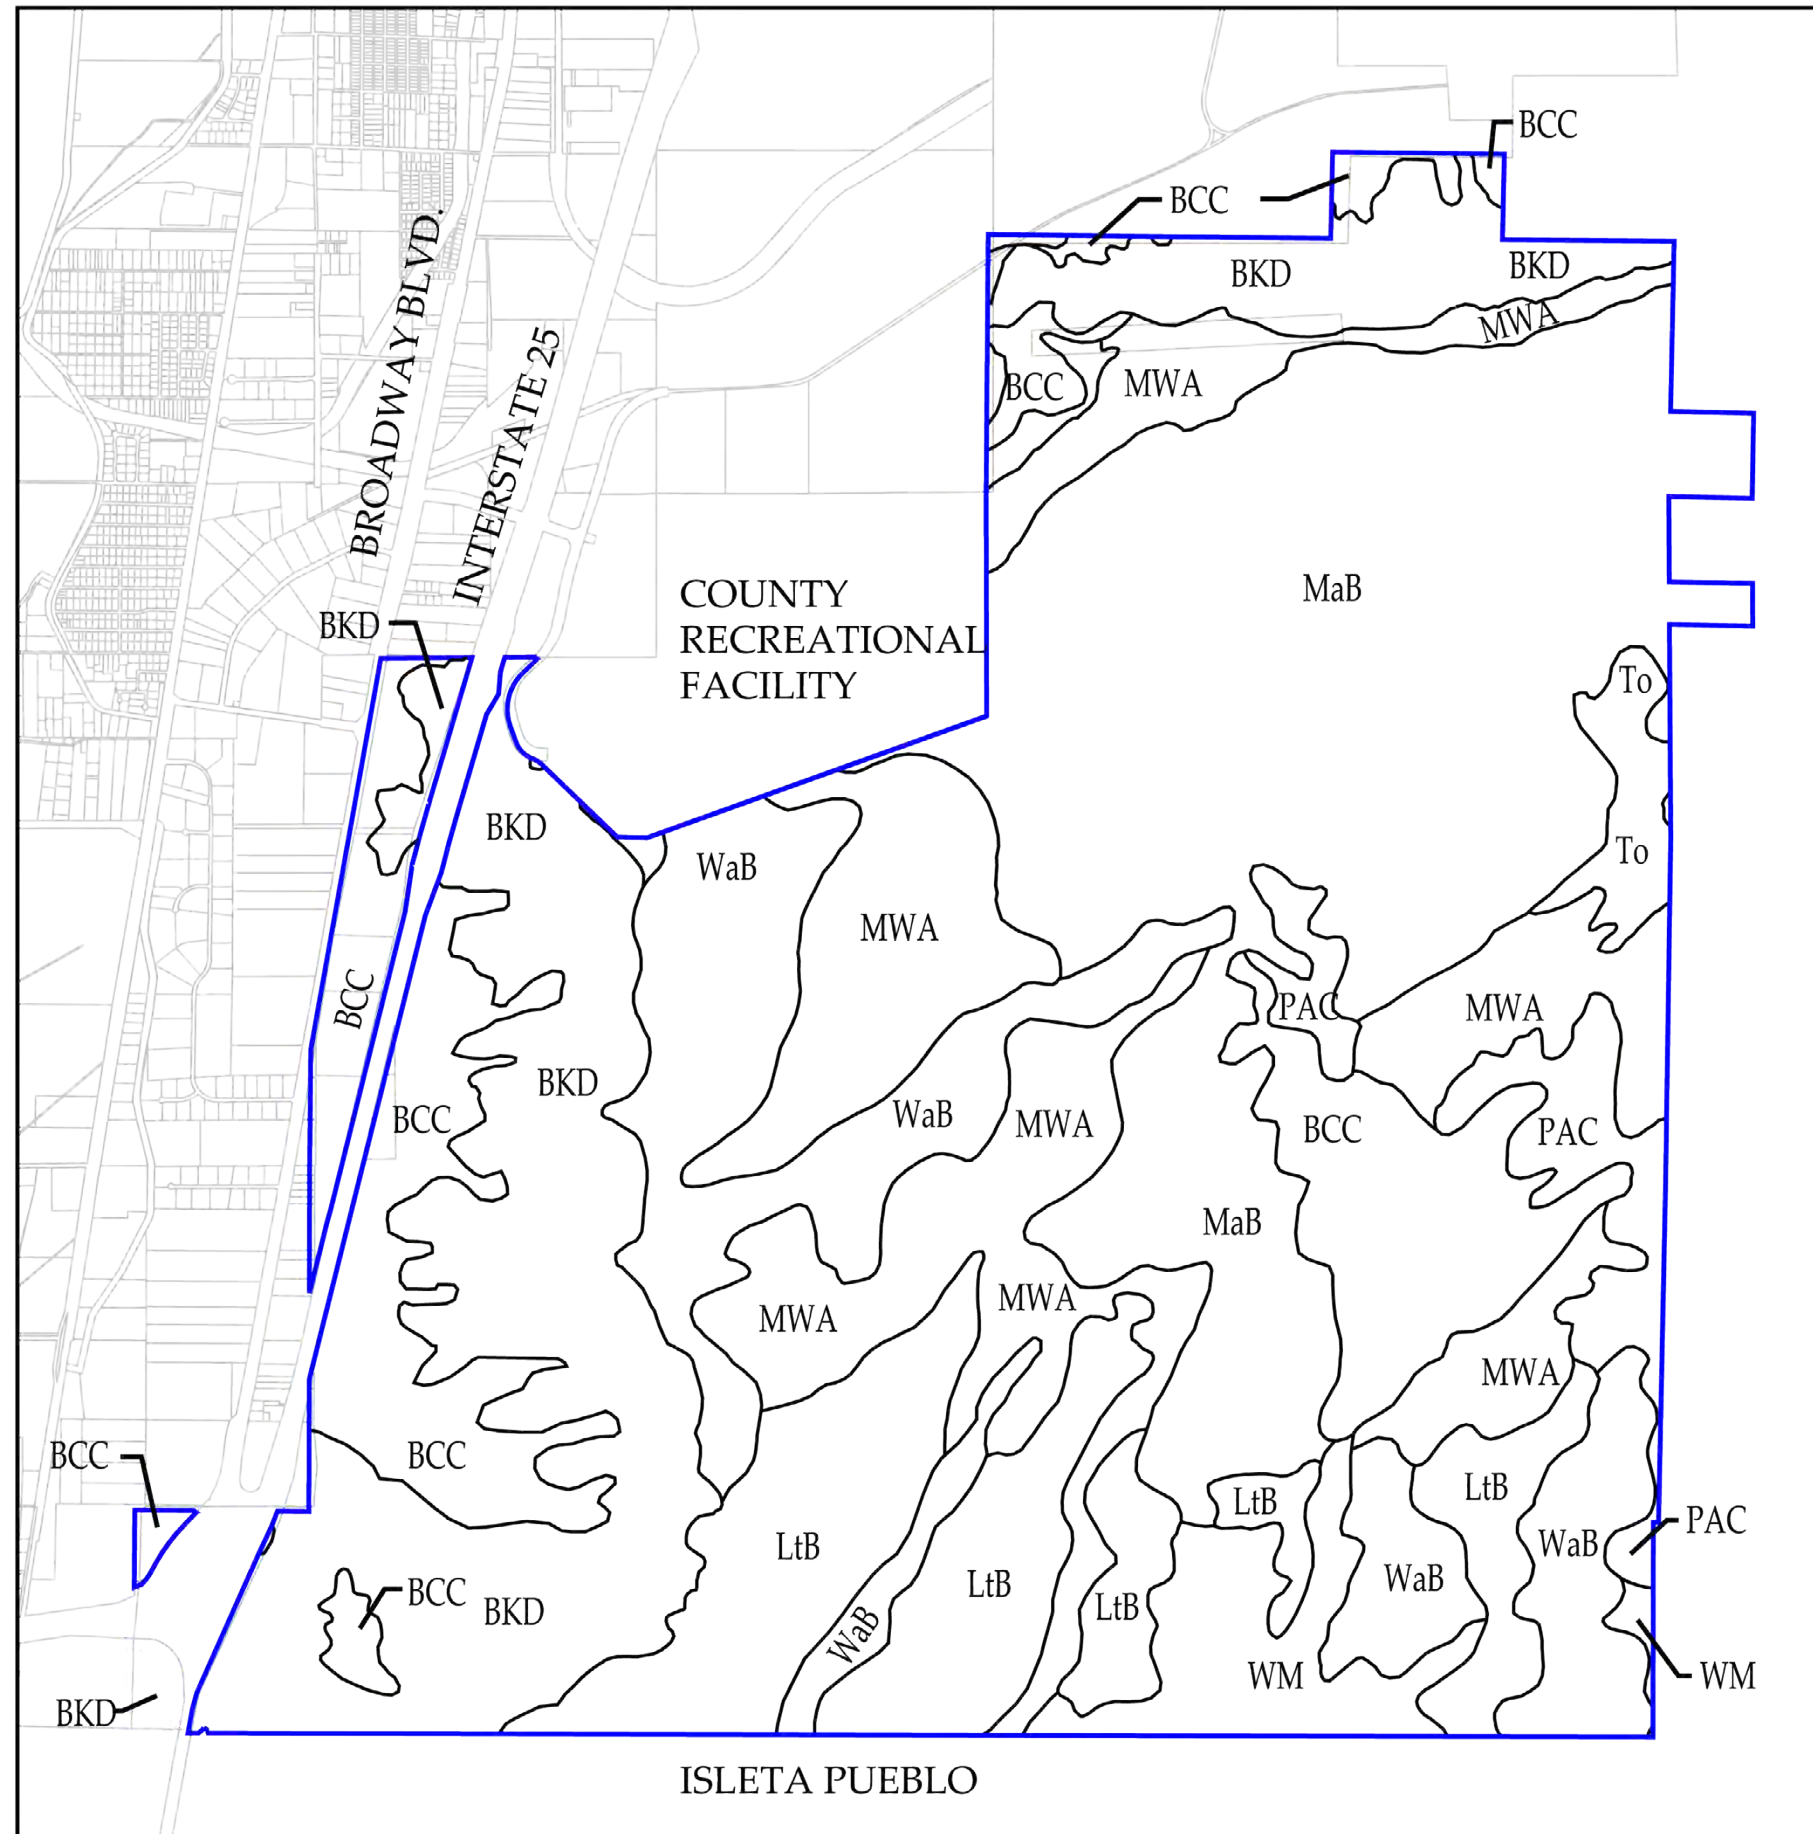 BCC
BCC
BKD
BKD
MWA
BROADWAY BLVD.
INTERSTATE 25
BCC
MWA
COUNTY
RECREATIONAL
FACILITY
MaB
BKD
To
BKD
WaB
To
MWA
BCC
PAC
MWA
BKD
BCC
WaB
MWA
BCC
PAC
MaB
MWA
MWA
MWA
BCC
BCC
LtB
LtB
PAC
LtB
WaB
BCC
BKD
LtB
LtB
WaB
WaB
WM
WM
BKD
ISLETA PUEBLO